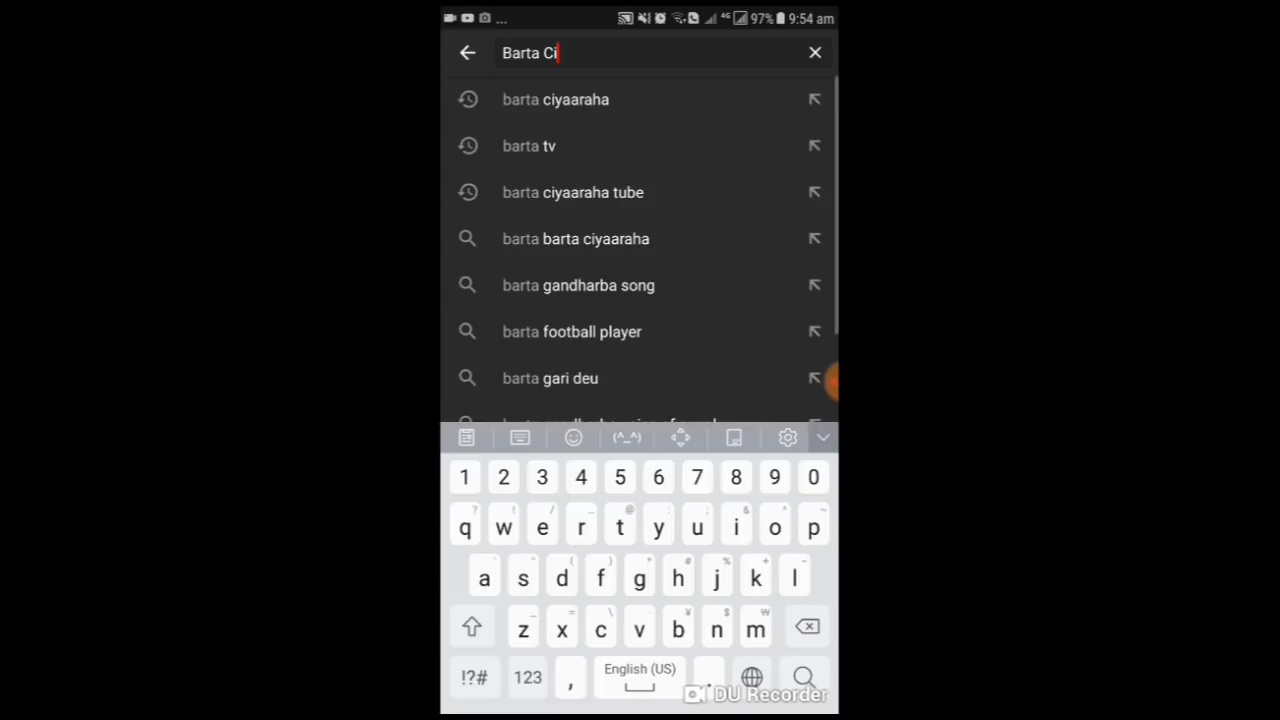 ... 4G 97% 9:54 am
Barta Ci
barta ciyaaraha
barta tv
barta ciyaaraha tube
barta barta ciyaaraha
barta gandharba song
barta football player
barta gari deu
(^_^)
1 2 3 4 5 6 7 8 9 0
q w e r t y u i o p
a s d f g h j k l
z x c v b n m
!?# 123 , English (US) .
DU Recorder